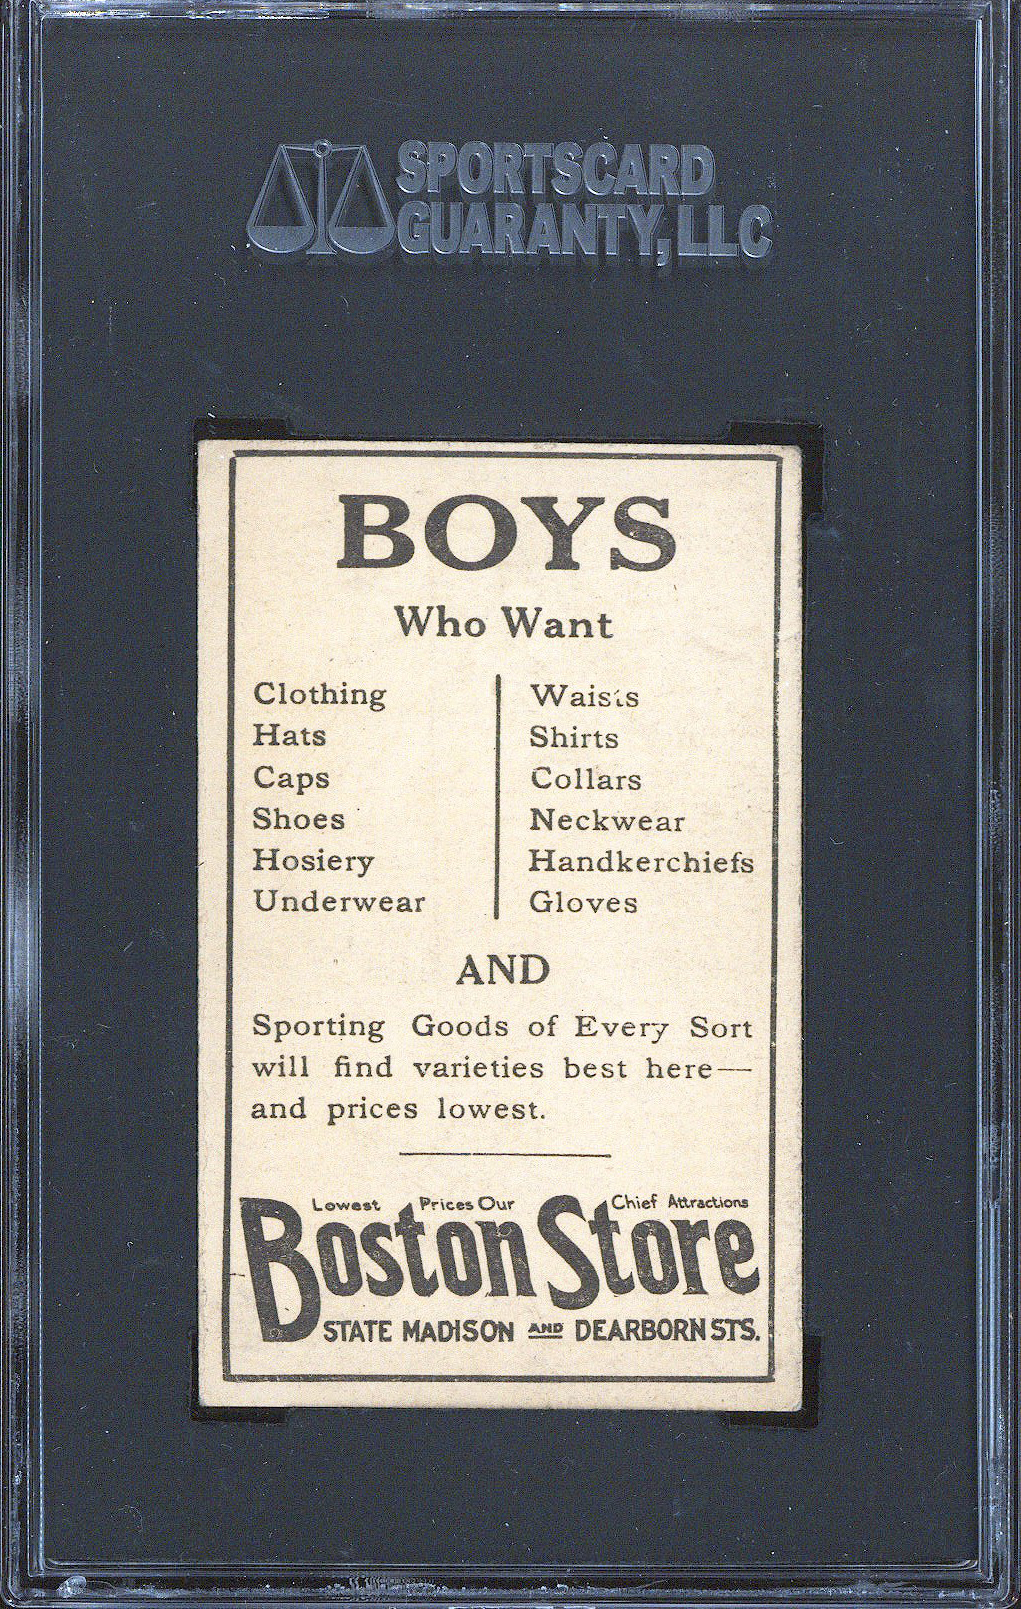 SPORTSCARD
GUARANTY, LLC
BOYS
Who Want
Clothing
Hats
Caps
Shoes
Hosiery
Underwear
Waists
Shirts
Collars
Neckwear
Handkerchiefs
Gloves
AND
Sporting Goods of Every Sort
will find varieties best here—
and prices lowest.
Lowest Prices Our Chief Attractions
Boston Store
STATE MADISON AND DEARBORN STS.